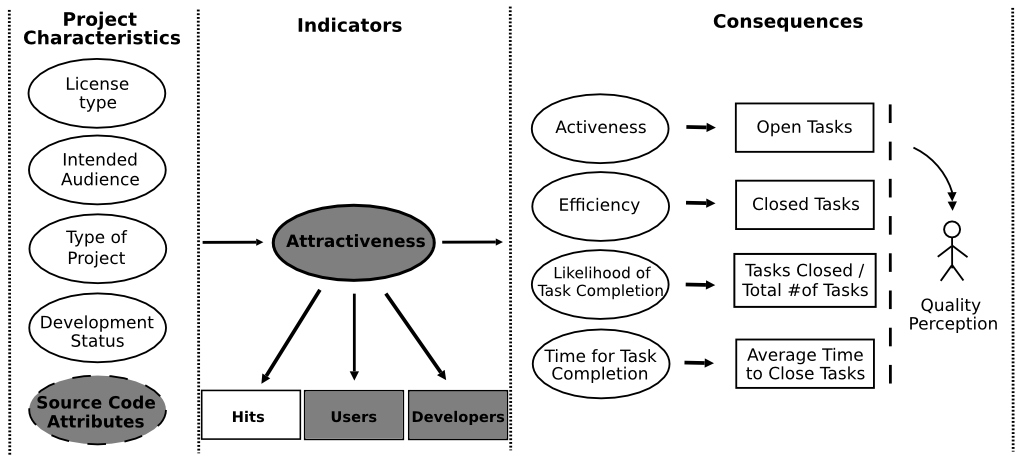 Project
Characteristics
License
type
Intended
Audience
Type of
Project
Development
Status
Source Code
Attributes
Indicators
Attractiveness
Hits
Users
Developers
Consequences
Activeness
Open Tasks
Efficiency
Closed Tasks
Likelihood of
Task Completion
Tasks Closed /
Total #of Tasks
Time for Task
Completion
Average Time
to Close Tasks
Quality
Perception